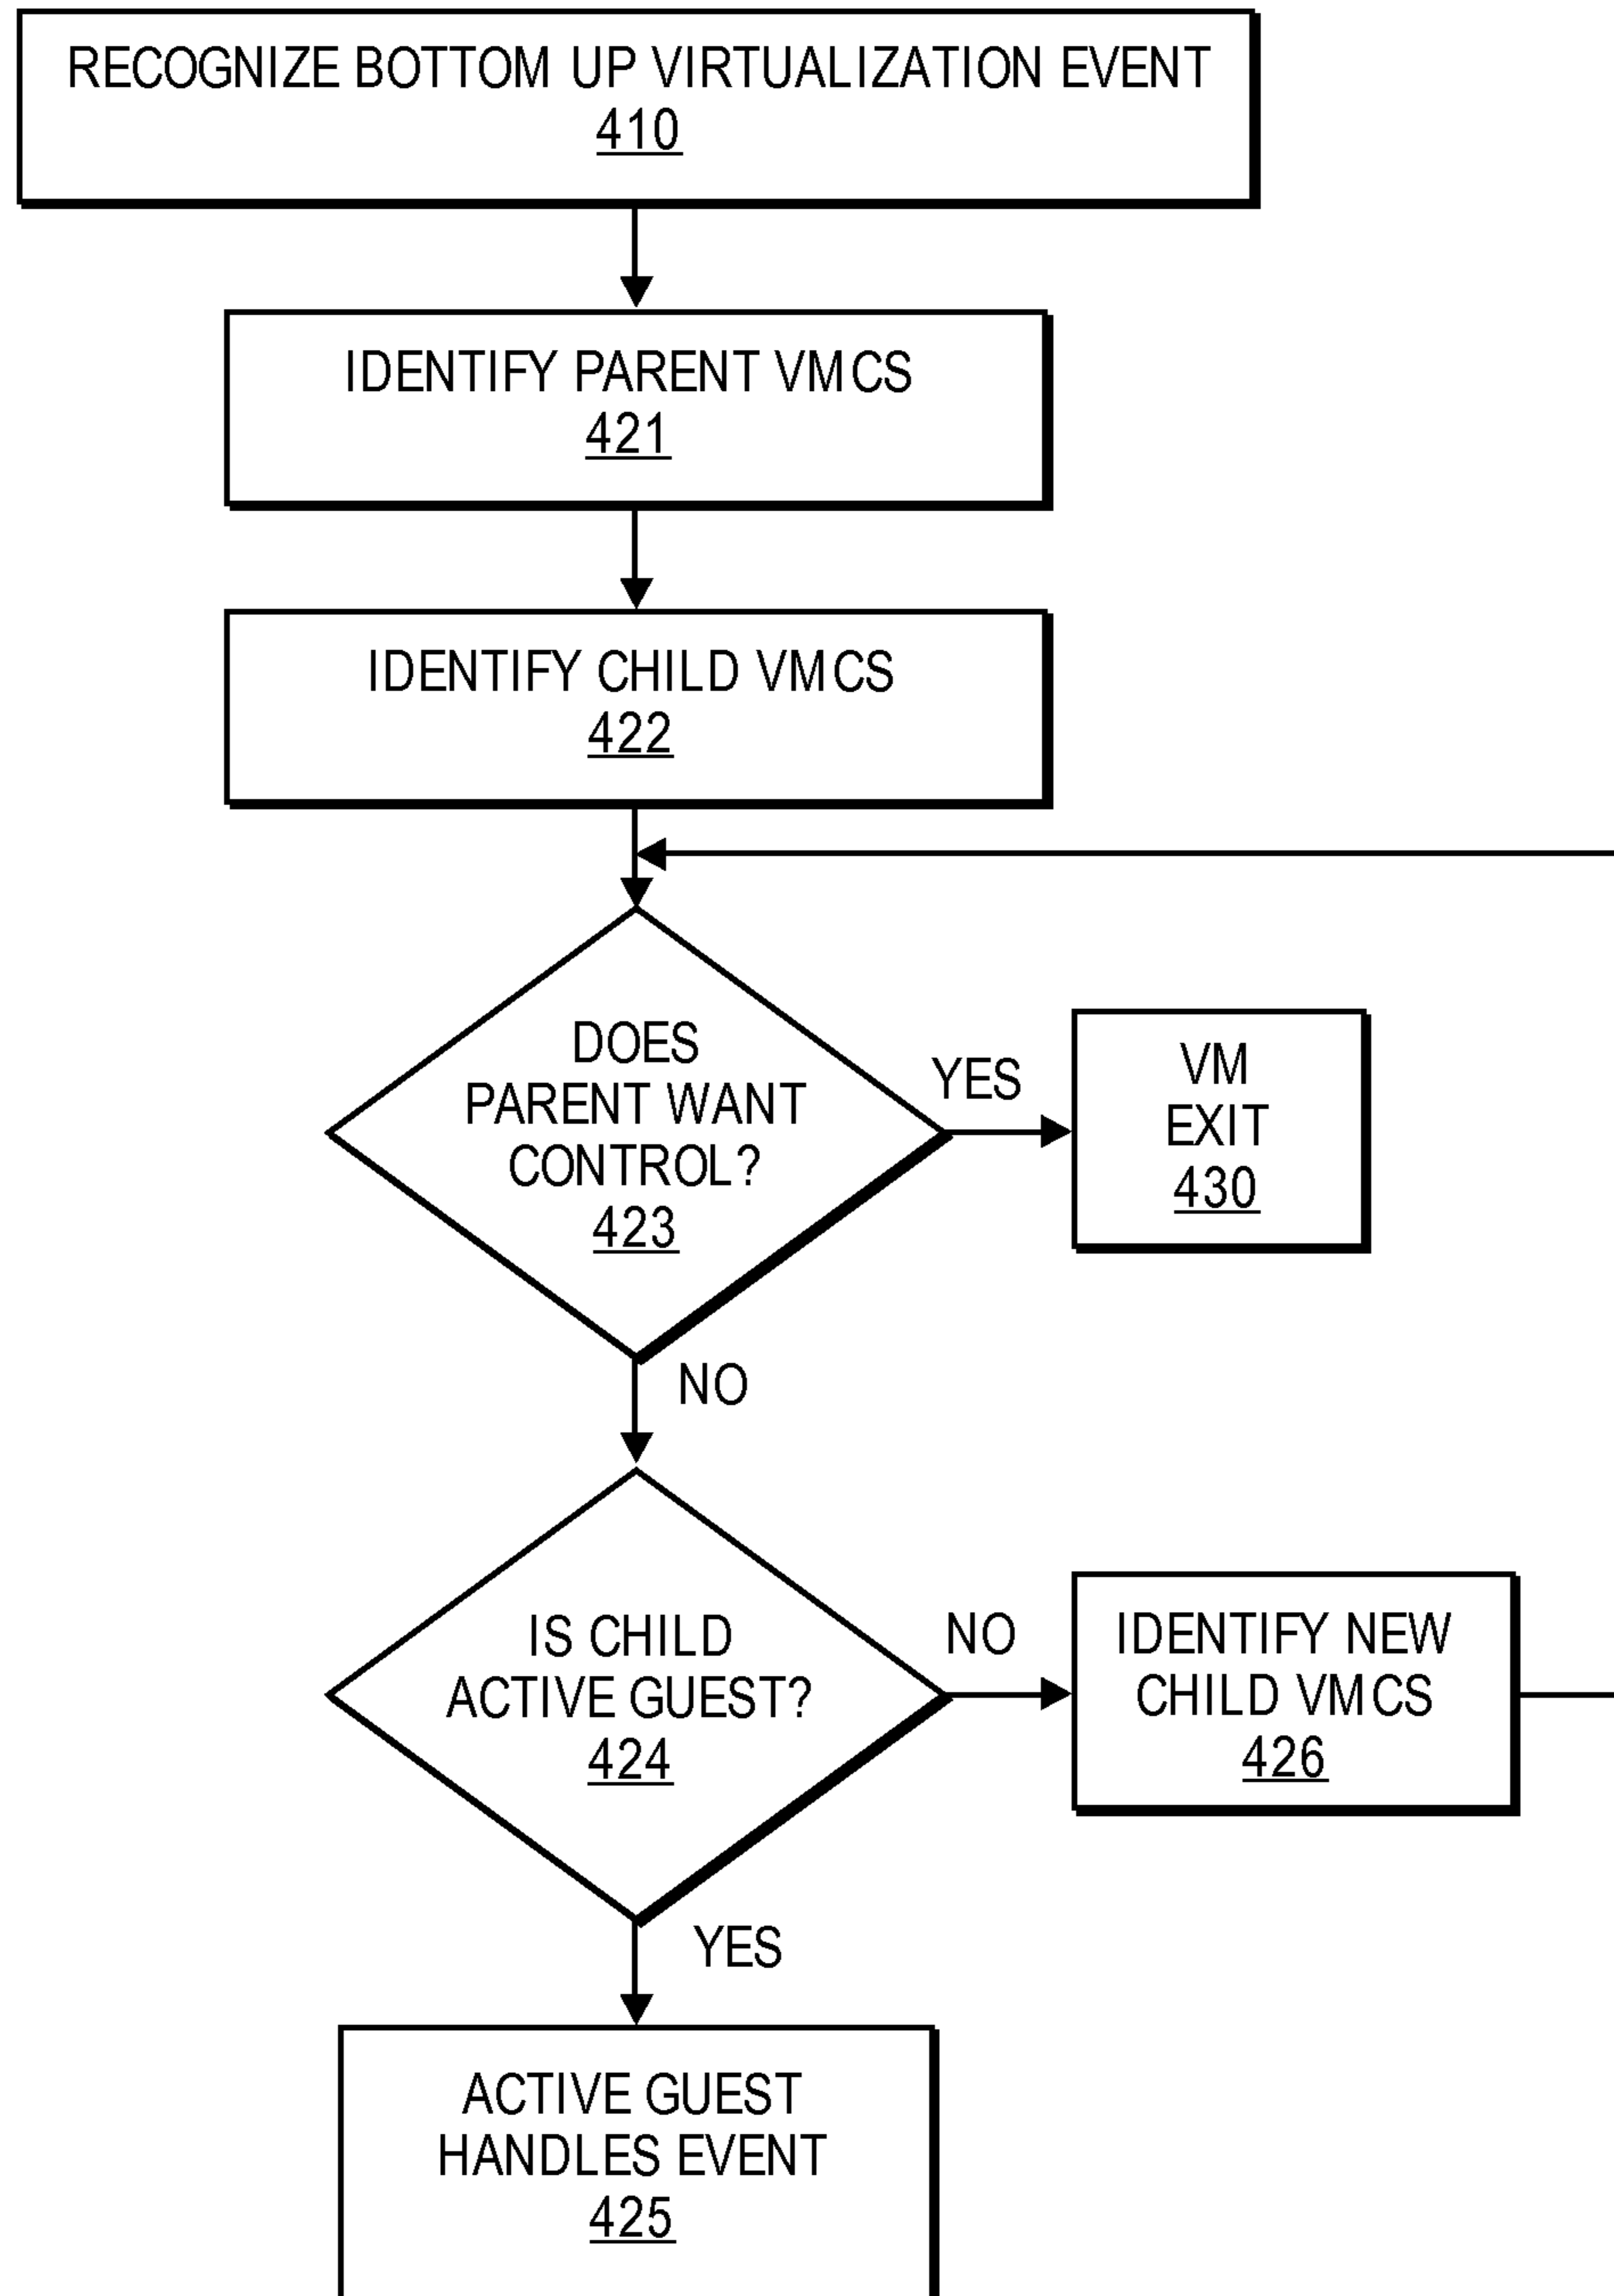 RECOGNIZE BOTTOM UP VIRTUALIZATION EVENT
410
IDENTIFY PARENT VMCS
421
IDENTIFY CHILD VMCS
422
DOES
PARENT WANT
CONTROL?
423
YES
VM
EXIT
430
NO
IS CHILD
ACTIVE GUEST?
424
NO
IDENTIFY NEW
CHILD VMCS
426
YES
ACTIVE GUEST
HANDLES EVENT
425